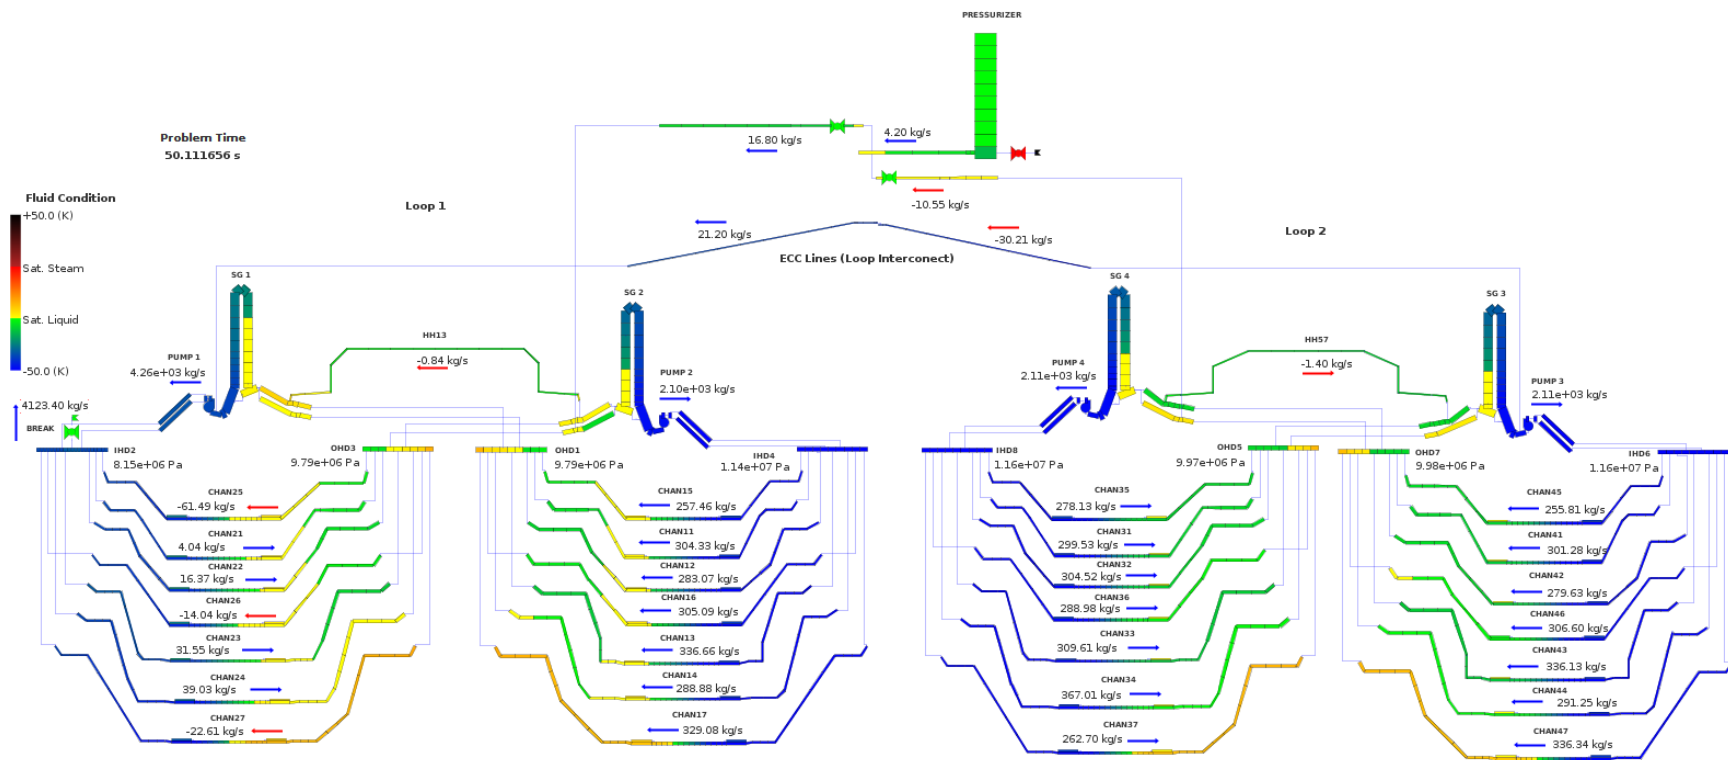 PRESSURIZER
Problem Time
50.111656 s
16.80 kg/s
4.20 kg/s
-10.55 kg/s
Fluid Condition
+50.0 (K)
Sat. Steam
Sat. Liquid
-50.0 (K)
Loop 1
21.20 kg/s
-30.21 kg/s
Loop 2
ECC Lines (Loop Interconect)
SG 1
SG 2
SG 4
SG 3
HH13
-0.84 kg/s
HH57
-1.40 kg/s
PUMP 1
4.26e+03 kg/s
PUMP 2
2.10e+03 kg/s
PUMP 4
2.11e+03 kg/s
PUMP 3
2.11e+03 kg/s
4123.40 kg/s
BREAK
IHD2
8.15e+06 Pa
OHD3
9.79e+06 Pa
OHD1
9.79e+06 Pa
IHD4
1.14e+07 Pa
IHD8
1.16e+07 Pa
OHD5
9.97e+06 Pa
OHD7
9.98e+06 Pa
IHD6
1.16e+07 Pa
CHAN25
-61.49 kg/s
CHAN21
4.04 kg/s
CHAN22
16.37 kg/s
CHAN26
-14.04 kg/s
CHAN23
31.55 kg/s
CHAN24
39.03 kg/s
CHAN27
-22.61 kg/s
CHAN15
257.46 kg/s
CHAN11
304.33 kg/s
CHAN12
283.07 kg/s
CHAN16
305.09 kg/s
CHAN13
336.66 kg/s
CHAN14
288.88 kg/s
CHAN17
329.08 kg/s
CHAN35
278.13 kg/s
CHAN31
299.53 kg/s
CHAN32
304.52 kg/s
CHAN36
288.98 kg/s
CHAN33
309.61 kg/s
CHAN34
367.01 kg/s
CHAN37
262.70 kg/s
CHAN45
255.81 kg/s
CHAN41
301.28 kg/s
CHAN42
279.63 kg/s
CHAN46
306.60 kg/s
CHAN43
336.13 kg/s
CHAN44
291.25 kg/s
CHAN47
336.34 kg/s